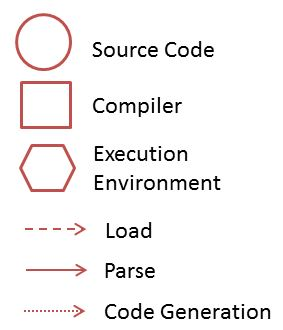 Source Code
Compiler
Execution
Environment
Load
Parse
Code Generation